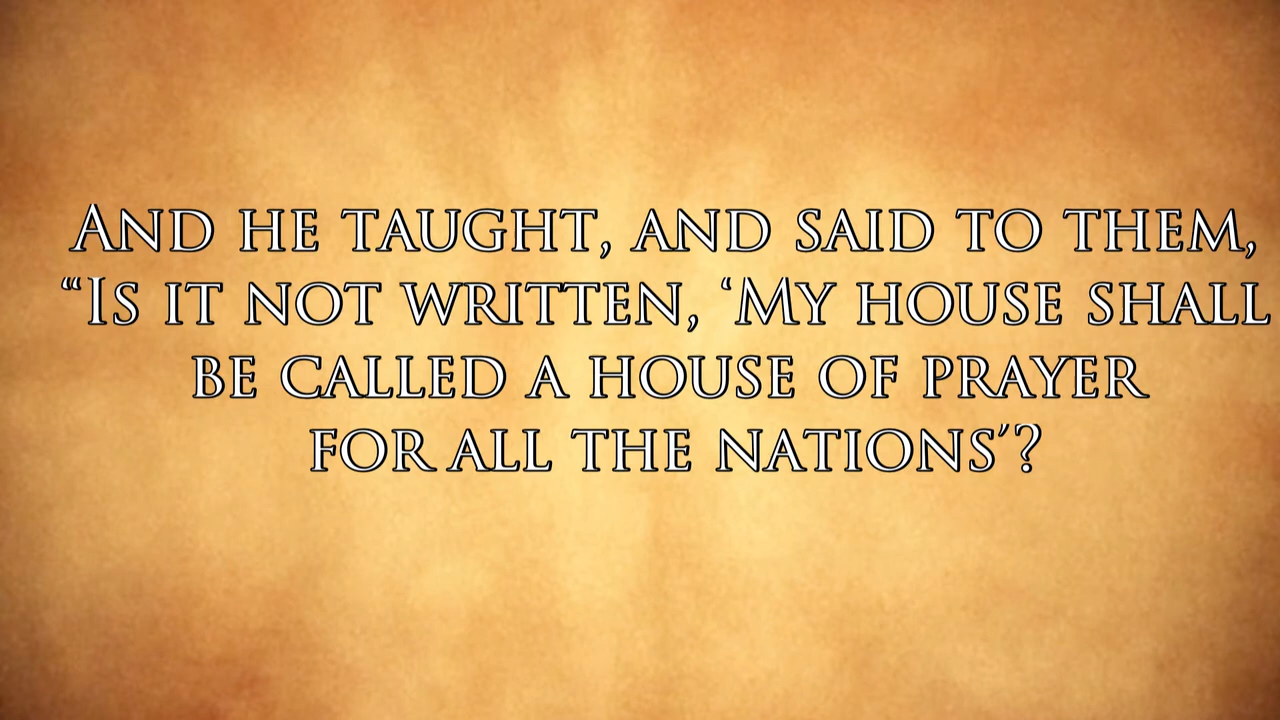 And he taught, and said to them,
“‘Is it not written, ‘My house shall
be called a house of prayer
for all the nations’?